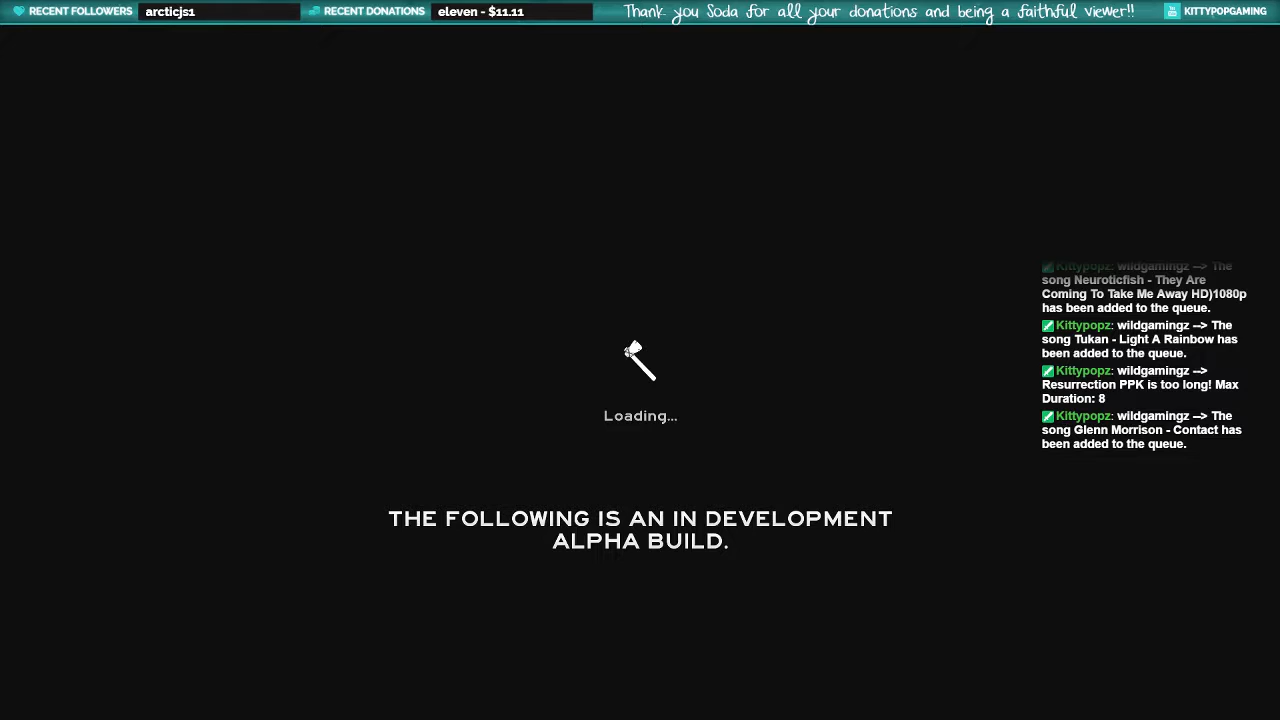 RECENT FOLLOWERS arcticjs1 RECENT DONATIONS eleven - $11.11 Thank you Soda for all your donations and being a faithful viewer!! KITTYPOPGAMING
Kittypopz: wildgamingz --> The
song Neuroticfish - They Are
Coming To Take Me Away HD)1080p
has been added to the queue.
Kittypopz: wildgamingz --> The
song Tukan - Light A Rainbow has
been added to the queue.
Kittypopz: wildgamingz -->
Resurrection PPK is too long! Max
Duration: 8
Kittypopz: wildgamingz --> The
song Glenn Morrison - Contact has
been added to the queue.
Loading...
THE FOLLOWING IS AN IN DEVELOPMENT
ALPHA BUILD.